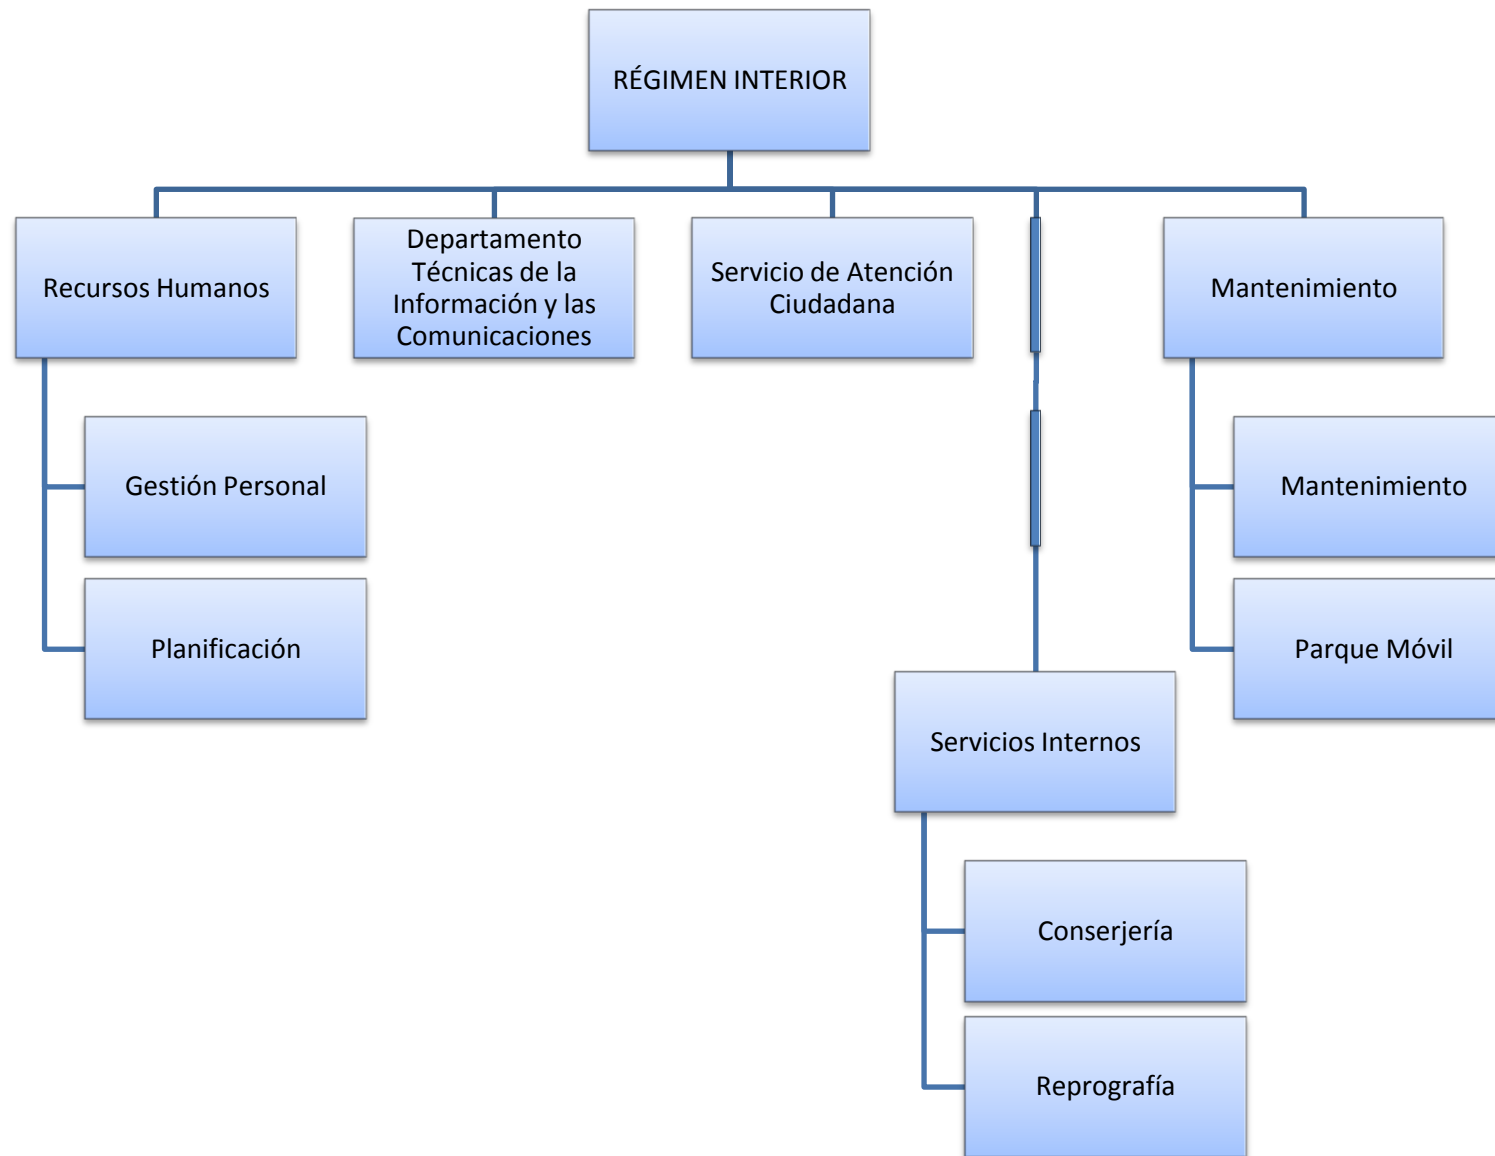 RÉGIMEN INTERIOR
Recursos Humanos
Departamento
Técnicas de la
Información y las
Comunicaciones
Servicio de Atención
Ciudadana
Mantenimiento
Gestión Personal
Planificación
Mantenimiento
Parque Móvil
Servicios Internos
Conserjería
Reprografía